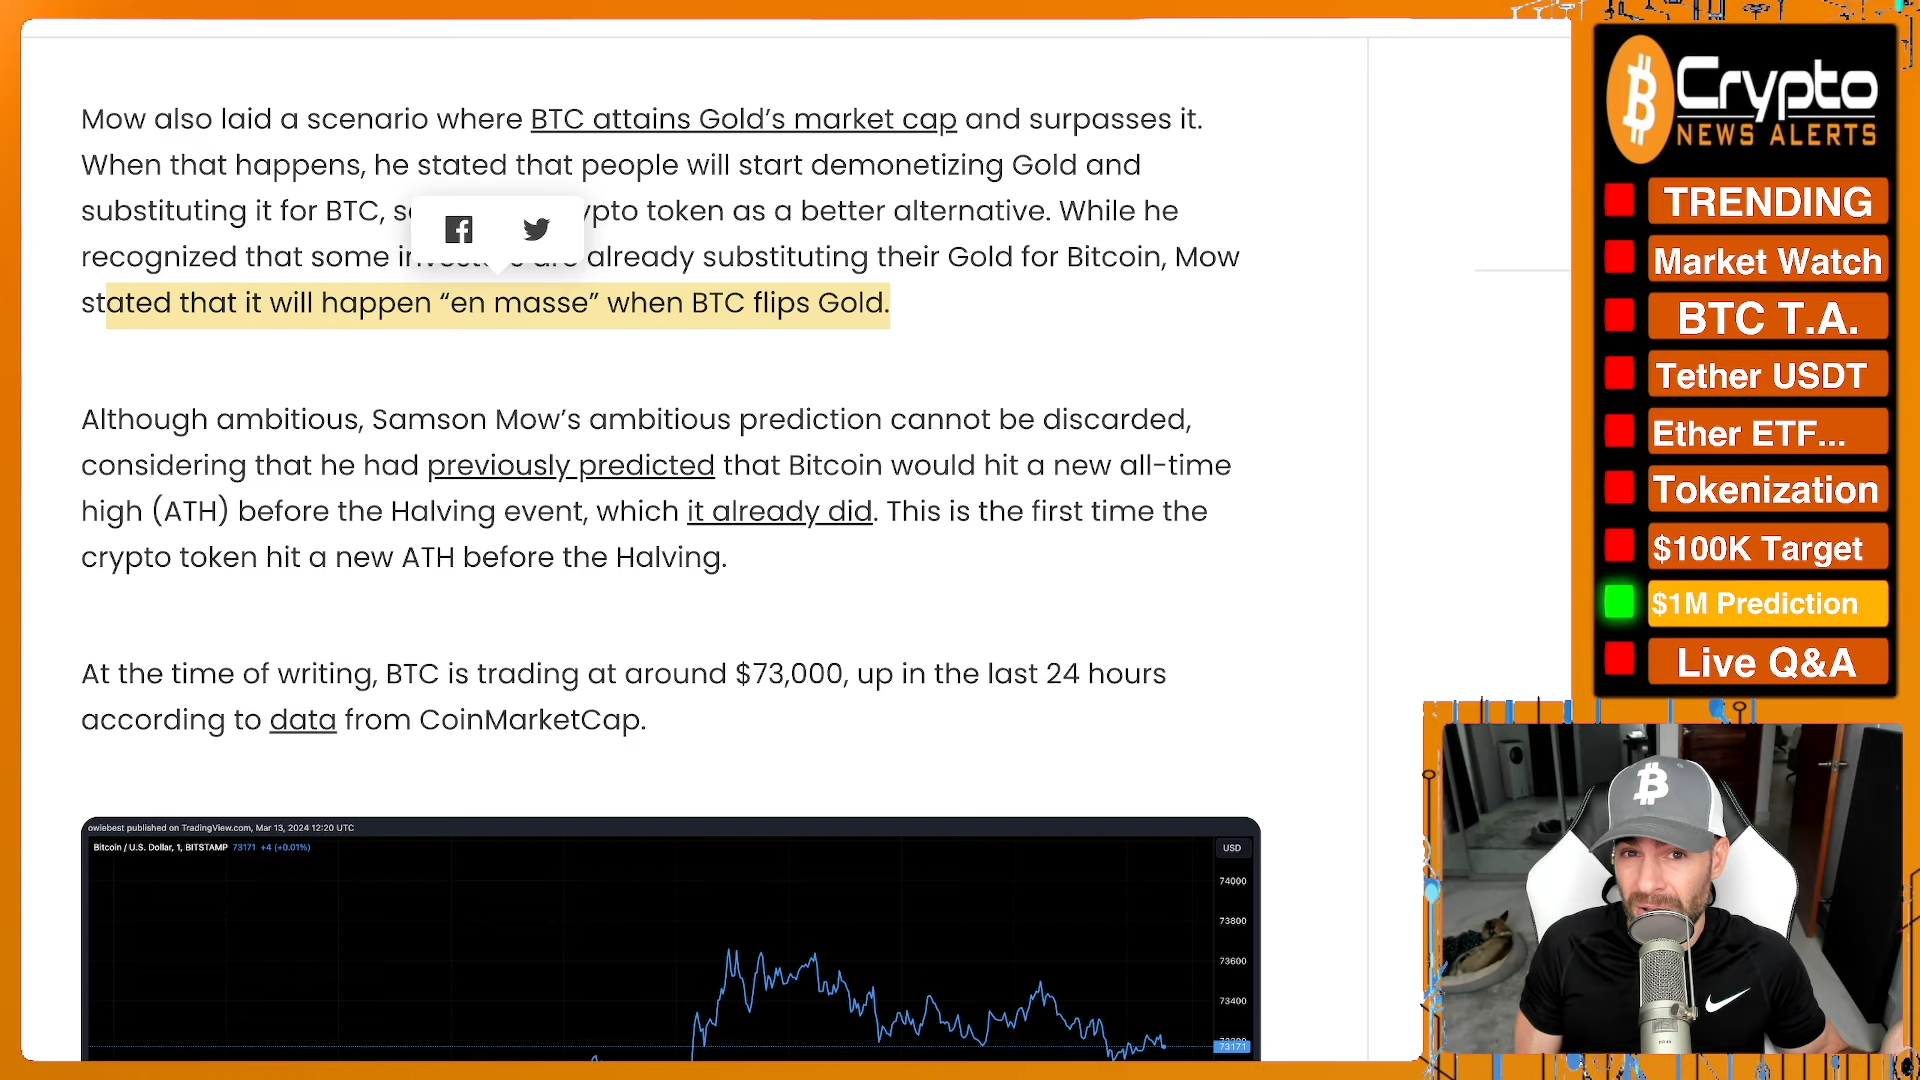 Mow also laid a scenario where BTC attains Gold’s market cap and surpasses it.
When that happens, he stated that people will start demonetizing Gold and
substituting it for BTC, ypto token as a better alternative. While he
recognized that some already substituting their Gold for Bitcoin, Mow
stated that it will happen “en masse” when BTC flips Gold.
Although ambitious, Samson Mow’s ambitious prediction cannot be discarded,
considering that he had previously predicted that Bitcoin would hit a new all-time
high (ATH) before the Halving event, which it already did. This is the first time the
crypto token hit a new ATH before the Halving.
At the time of writing, BTC is trading at around $73,000, up in the last 24 hours
according to data from CoinMarketCap.
owiebest published on TradingView.com, Mar 13, 2024 12:20 UTC
Bitcoin / U.S. Dollar, 1, BITSTAMP 73171 +4 (+0.01%)
USD
74000
73800
73600
73400
73171
Crypto
NEWS ALERTS
TRENDING
Market Watch
BTC T.A.
Tether USDT
Ether ETF...
Tokenization
$100K Target
$1M Prediction
Live Q&A